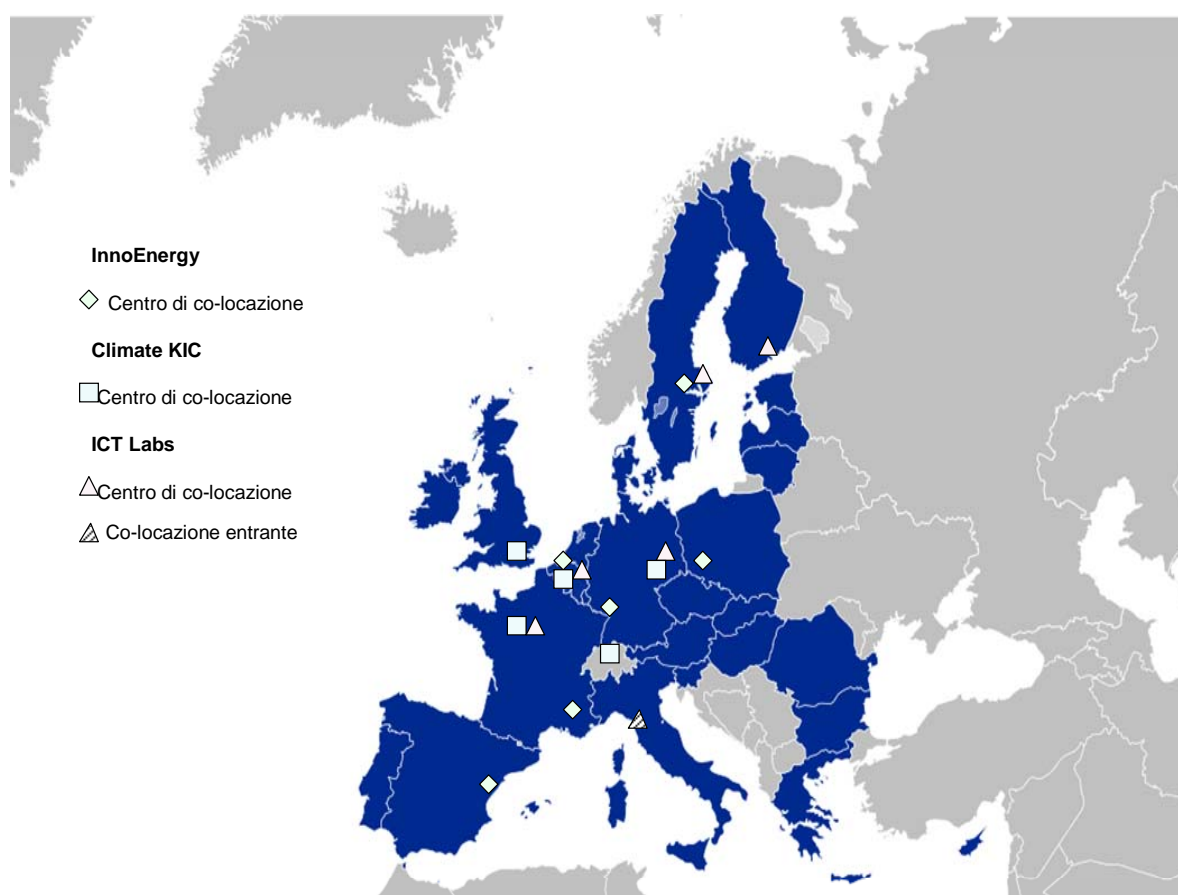 InnoEnergy
Centro di co-locazione
Climate KIC
Centro di co-locazione
ICT Labs
Centro di co-locazione
Co-locazione entrante